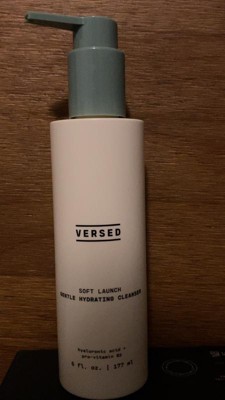 VERSED
SOFT LAUNCH
GENTLE HYDRATING CLEANSER
Hyaluronic acid +
pro-vitamin B5
6 fl. oz. | 177 ml